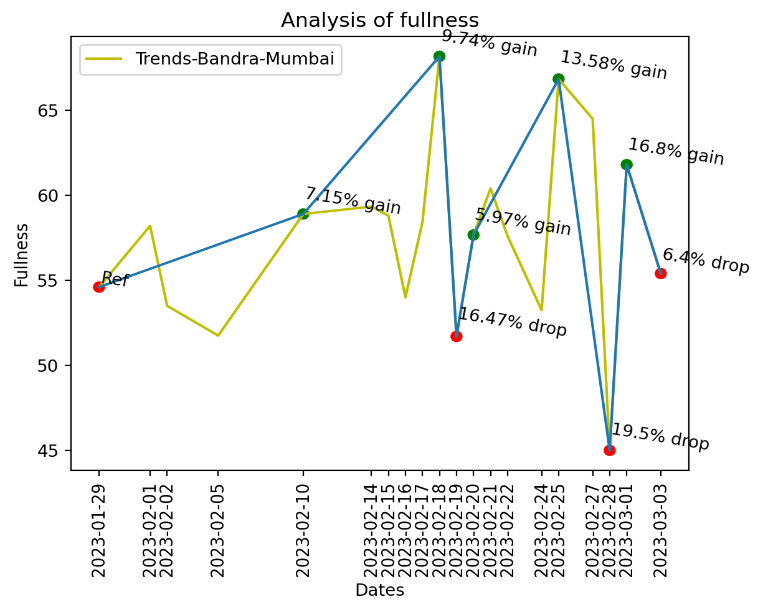 Analysis of fullness
Trends-Bandra-Mumbai
9.74% gain
13.58% gain
16.8% gain
7.15% gain
5.97% gain
6.4% drop
Ref
16.47% drop
19.5% drop
65
60
55
50
45
Fullness
2023-01-29
2023-02-01
2023-02-02
2023-02-05
2023-02-10
2023-02-14
2023-02-15
2023-02-16
2023-02-17
2023-02-18
2023-02-19
2023-02-20
2023-02-21
2023-02-22
2023-02-24
2023-02-25
2023-02-27
2023-02-28
2023-03-01
2023-03-03
Dates